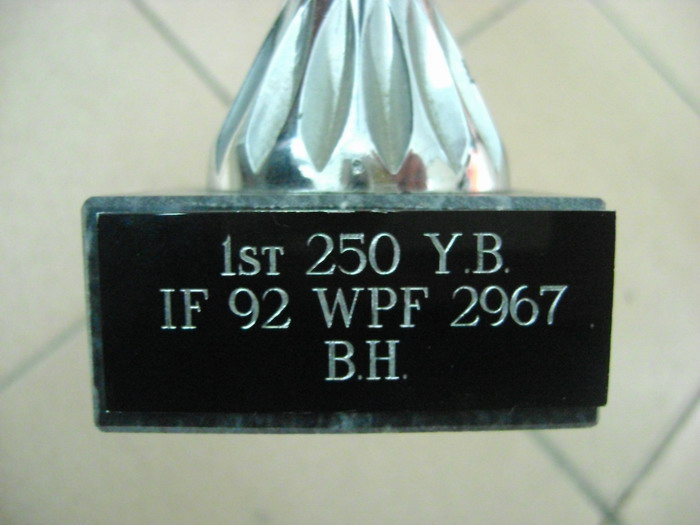 1ST 250 Y.B.
IF 92 WPF 2967
B.H.